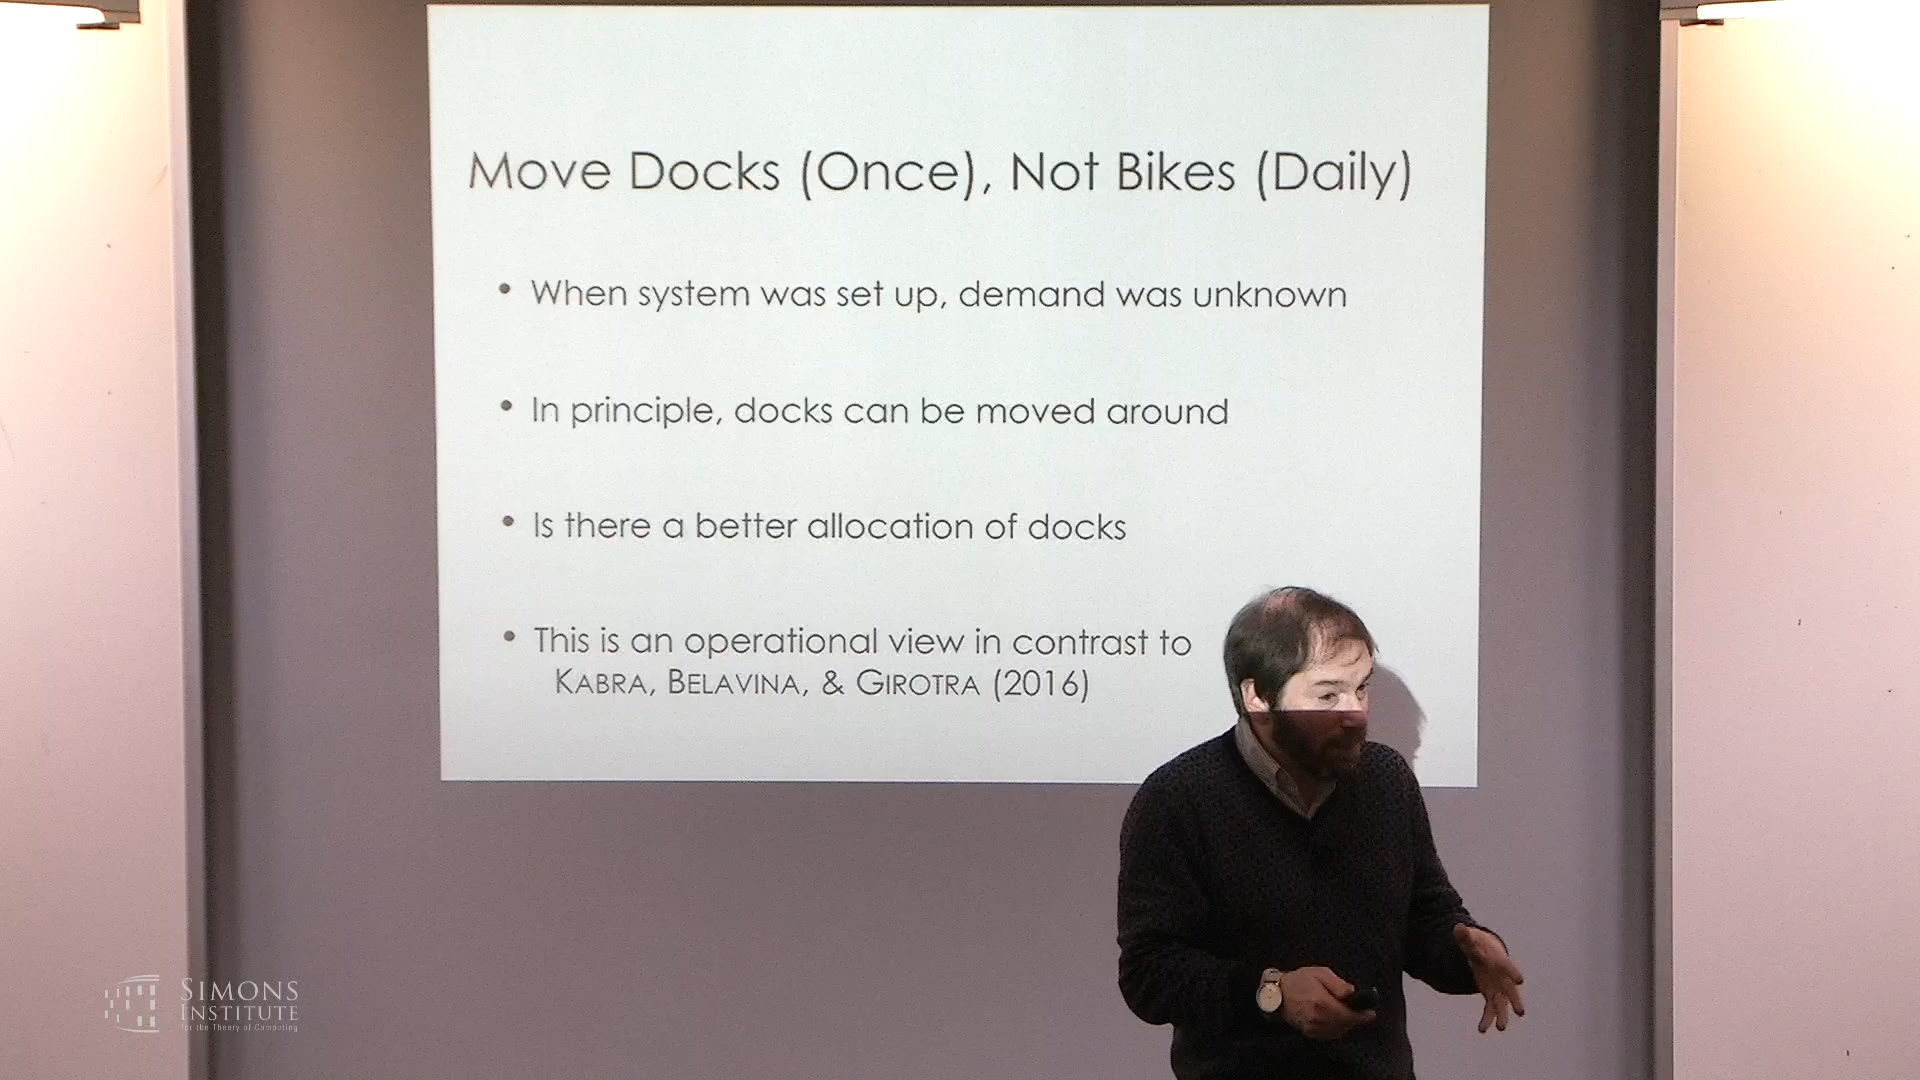 Move Docks (Once), Not Bikes (Daily)
• When system was set up, demand was unknown
• In principle, docks can be moved around
• Is there a better allocation of docks
• This is an operational view in contrast to
KABRA, BELAVINA, & GIROTRA (2016)
SIMONS
INSTITUTE
for the Theory of Computing